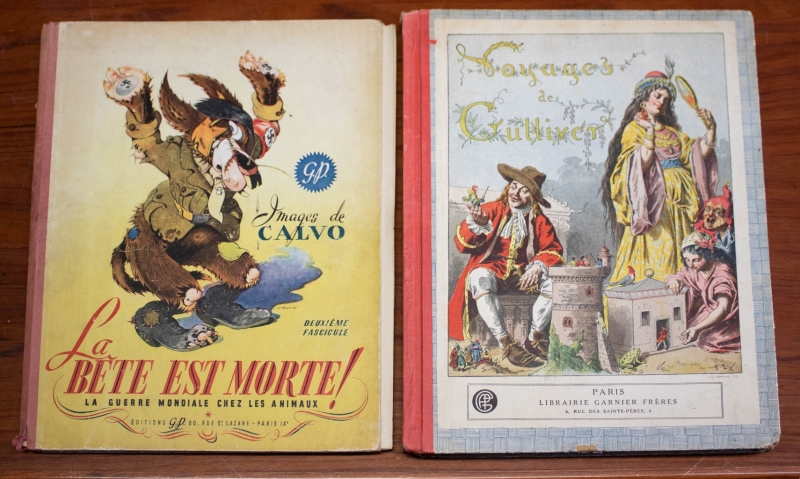 G.P.
Images de
CALVO
DEUXIÈME
FASCICULE
La
BÊTE EST MORTE!
LA GUERRE MONDIALE CHEZ LES ANIMAUX
ÉDITIONS G.P. 80, RUE ST LAZARE - PARIS IXe
Voyages
de
Gulliver
PARIS
LIBRAIRIE GARNIER FRÈRES
6, RUE DES SAINTS-PÈRES, 6